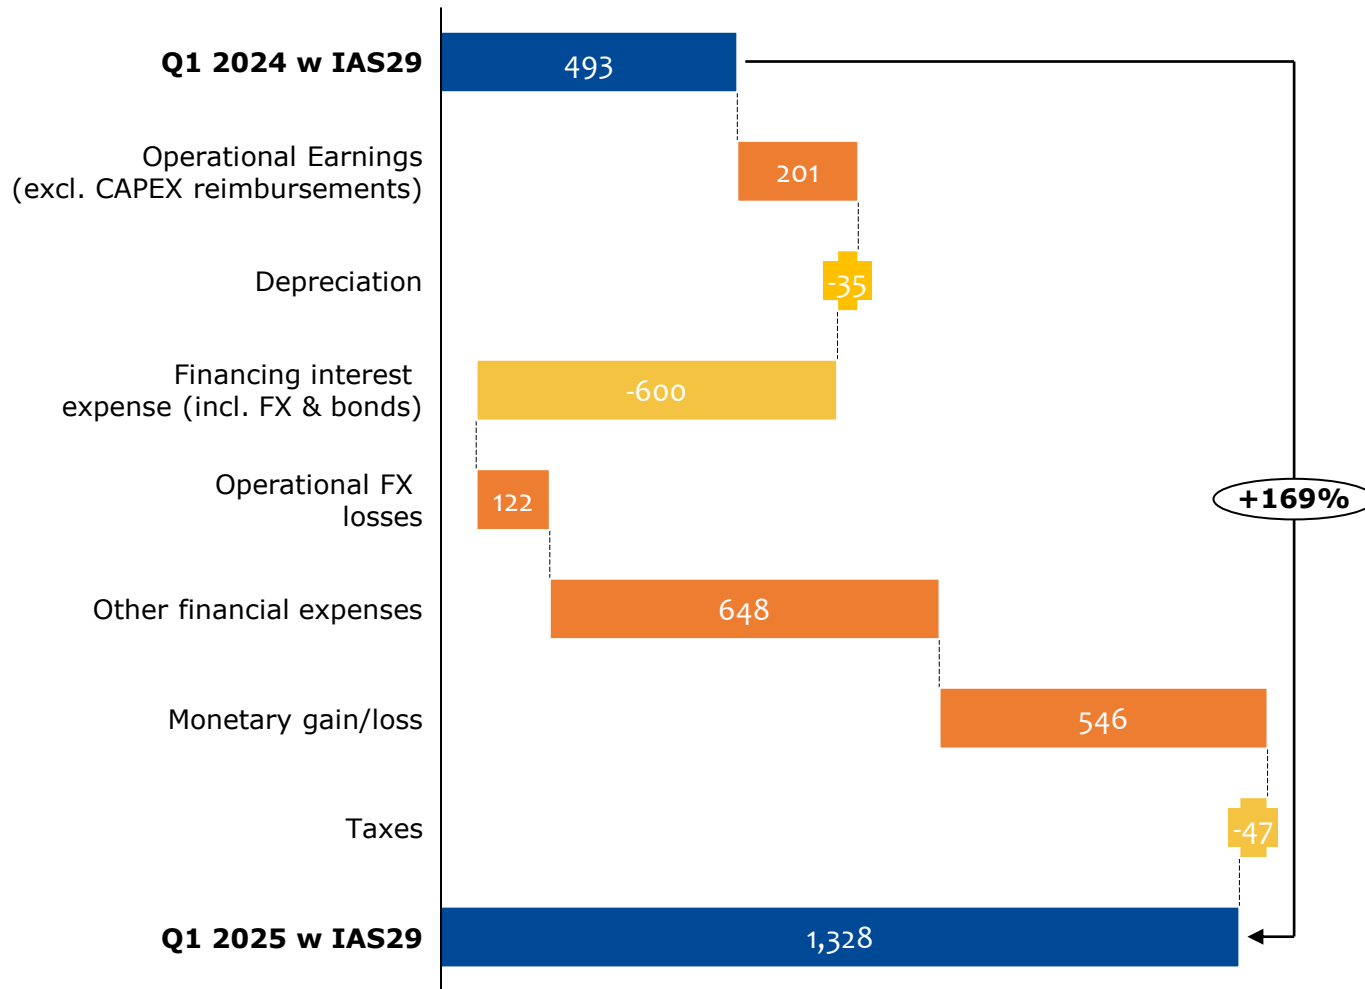 Q1 2024 w IAS29
493
Operational Earnings
(excl. CAPEX reimbursements)
201
Depreciation
-35
Financing interest
expense (incl. FX & bonds)
-600
Operational FX
losses
122
+169%
Other financial expenses
648
Monetary gain/loss
546
Taxes
-47
Q1 2025 w IAS29
1,328